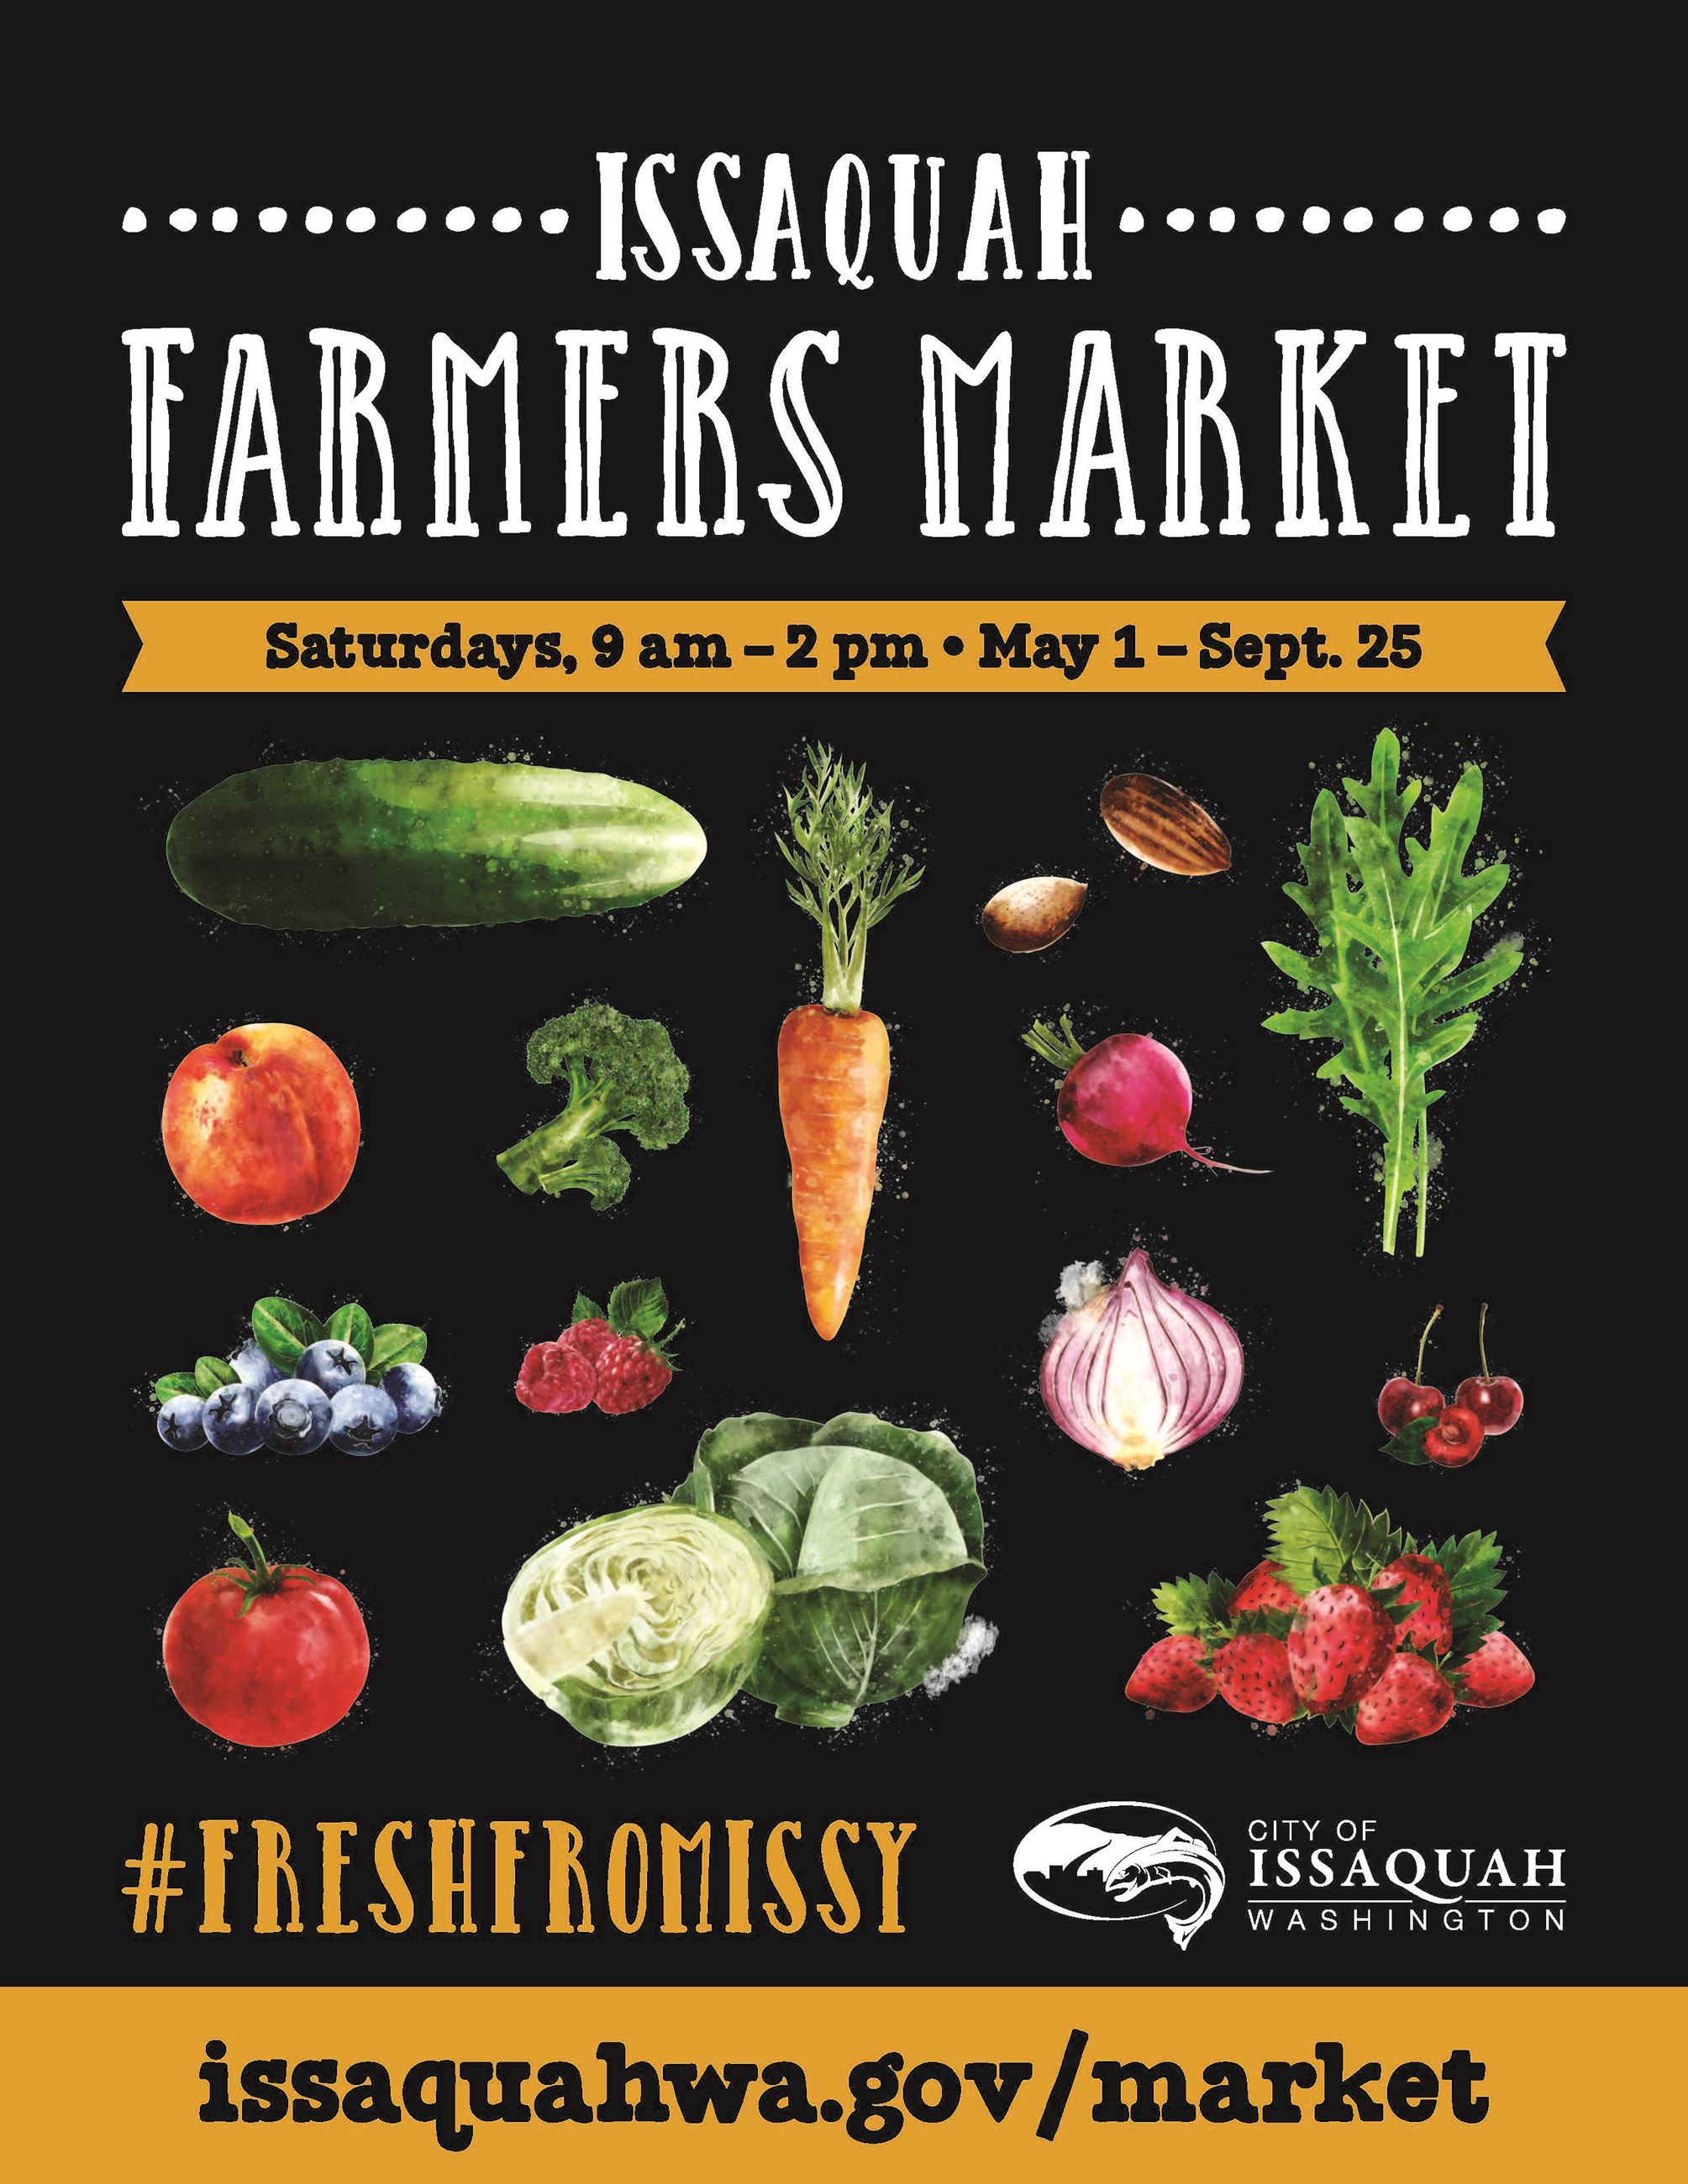 ISSAQUAH
FARMERS MARKET
Saturdays, 9 am – 2 pm • May 1 – Sept. 25
#FRESHFROMISSY
CITY OF
ISSAQUAH
WASHINGTON
issaquahwa.gov/market